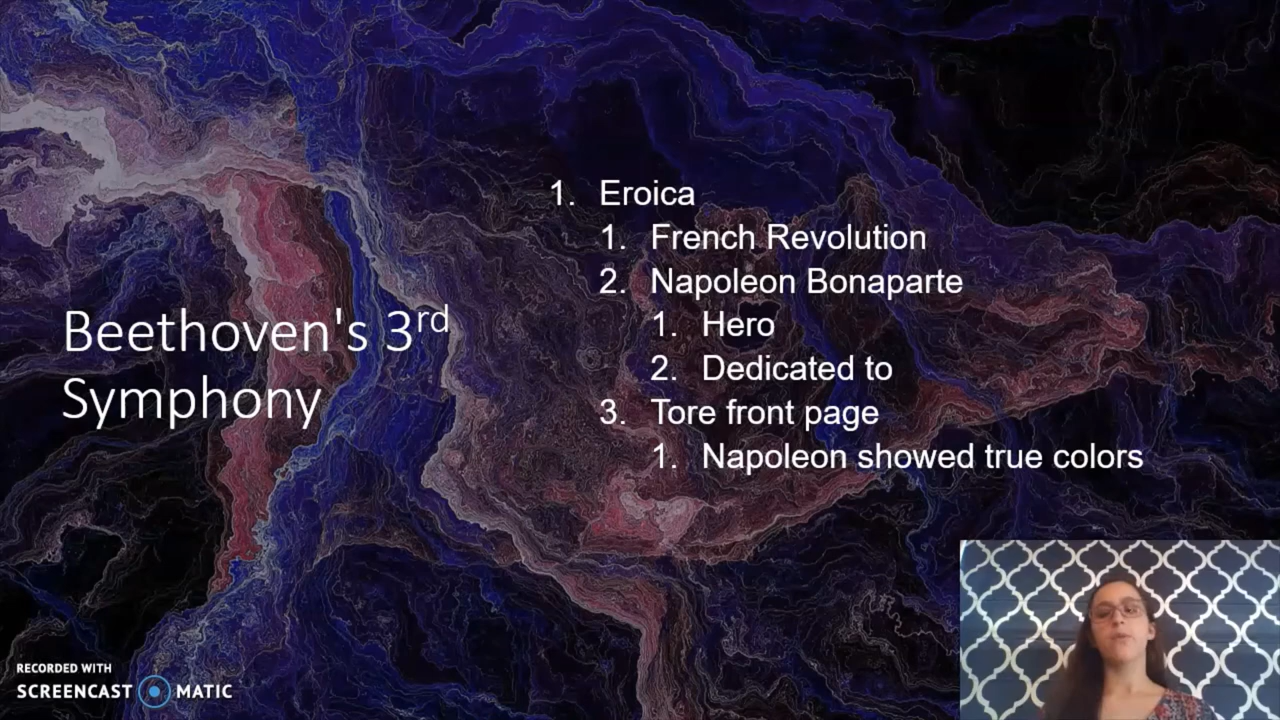 Beethoven's 3rd
Symphony
1. Eroica
1. French Revolution
2. Napoleon Bonaparte
1. Hero
2. Dedicated to
3. Tore front page
1. Napoleon showed true colors
RECORDED WITH
SCREENCAST MATIC